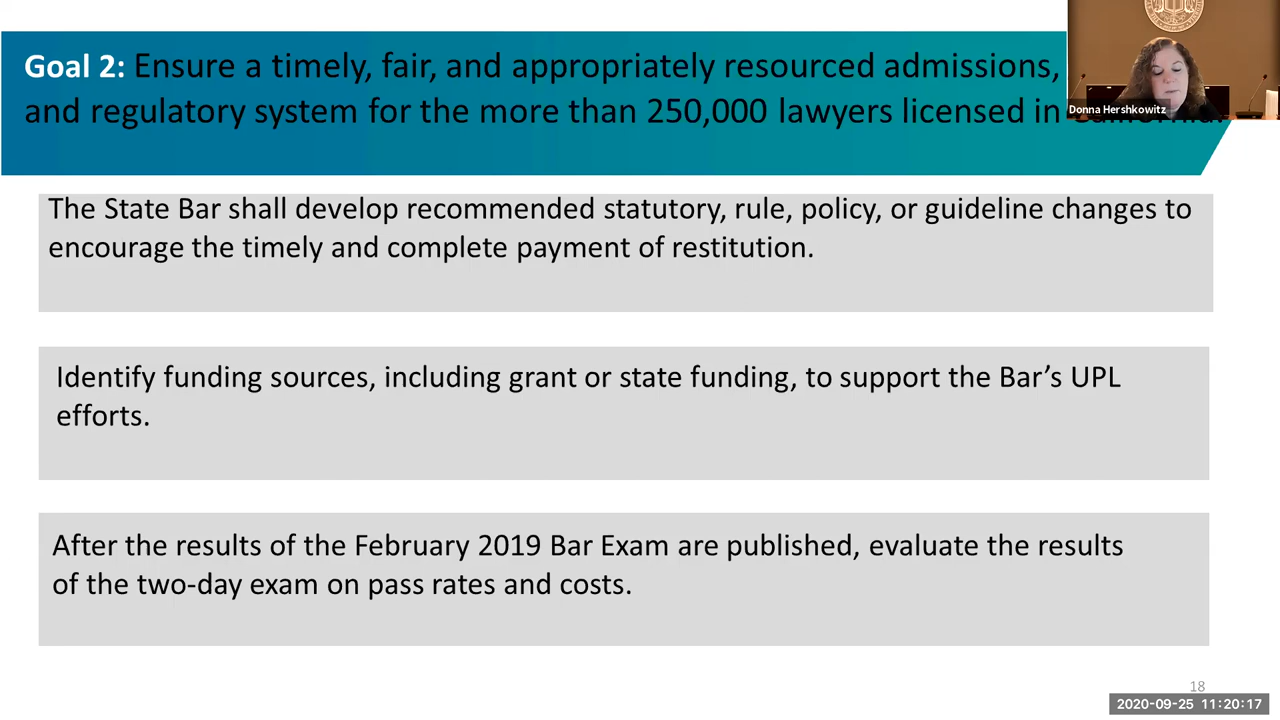 Goal 2: Ensure a timely, fair, and appropriately resourced admissions,
and regulatory system for the more than 250,000 lawyers licensed in
Donna Hershkowitz
The State Bar shall develop recommended statutory, rule, policy, or guideline changes to
encourage the timely and complete payment of restitution.
Identify funding sources, including grant or state funding, to support the Bar’s UPL
efforts.
After the results of the February 2019 Bar Exam are published, evaluate the results
of the two-day exam on pass rates and costs.
18
2020-09-25 11:20:17